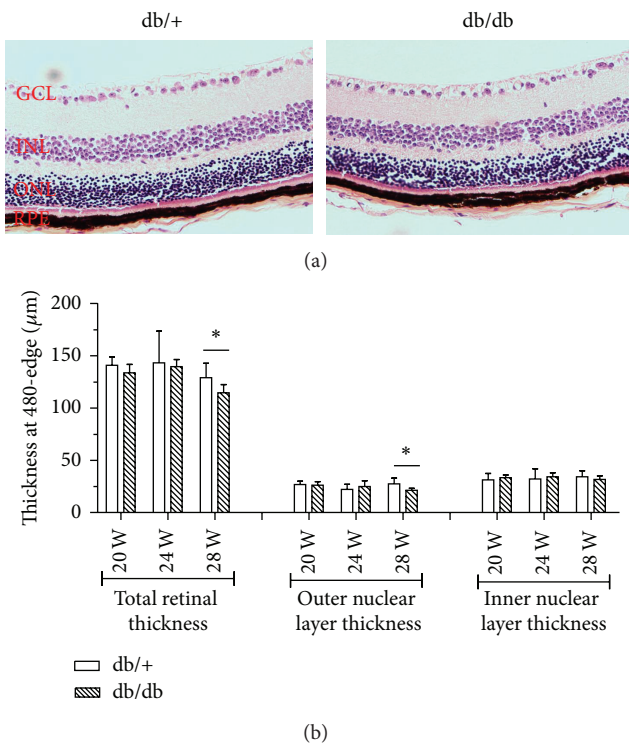 db/+ db/db
GCL
INL
ONL
RPE
(a)
Thickness at 480-edge (μm)
200
150
100
50
0
* *
20 W 24 W 28 W 20 W 24 W 28 W 20 W 24 W 28 W
Total retinal thickness
Outer nuclear layer thickness
Inner nuclear layer thickness
db/+
db/db
(b)